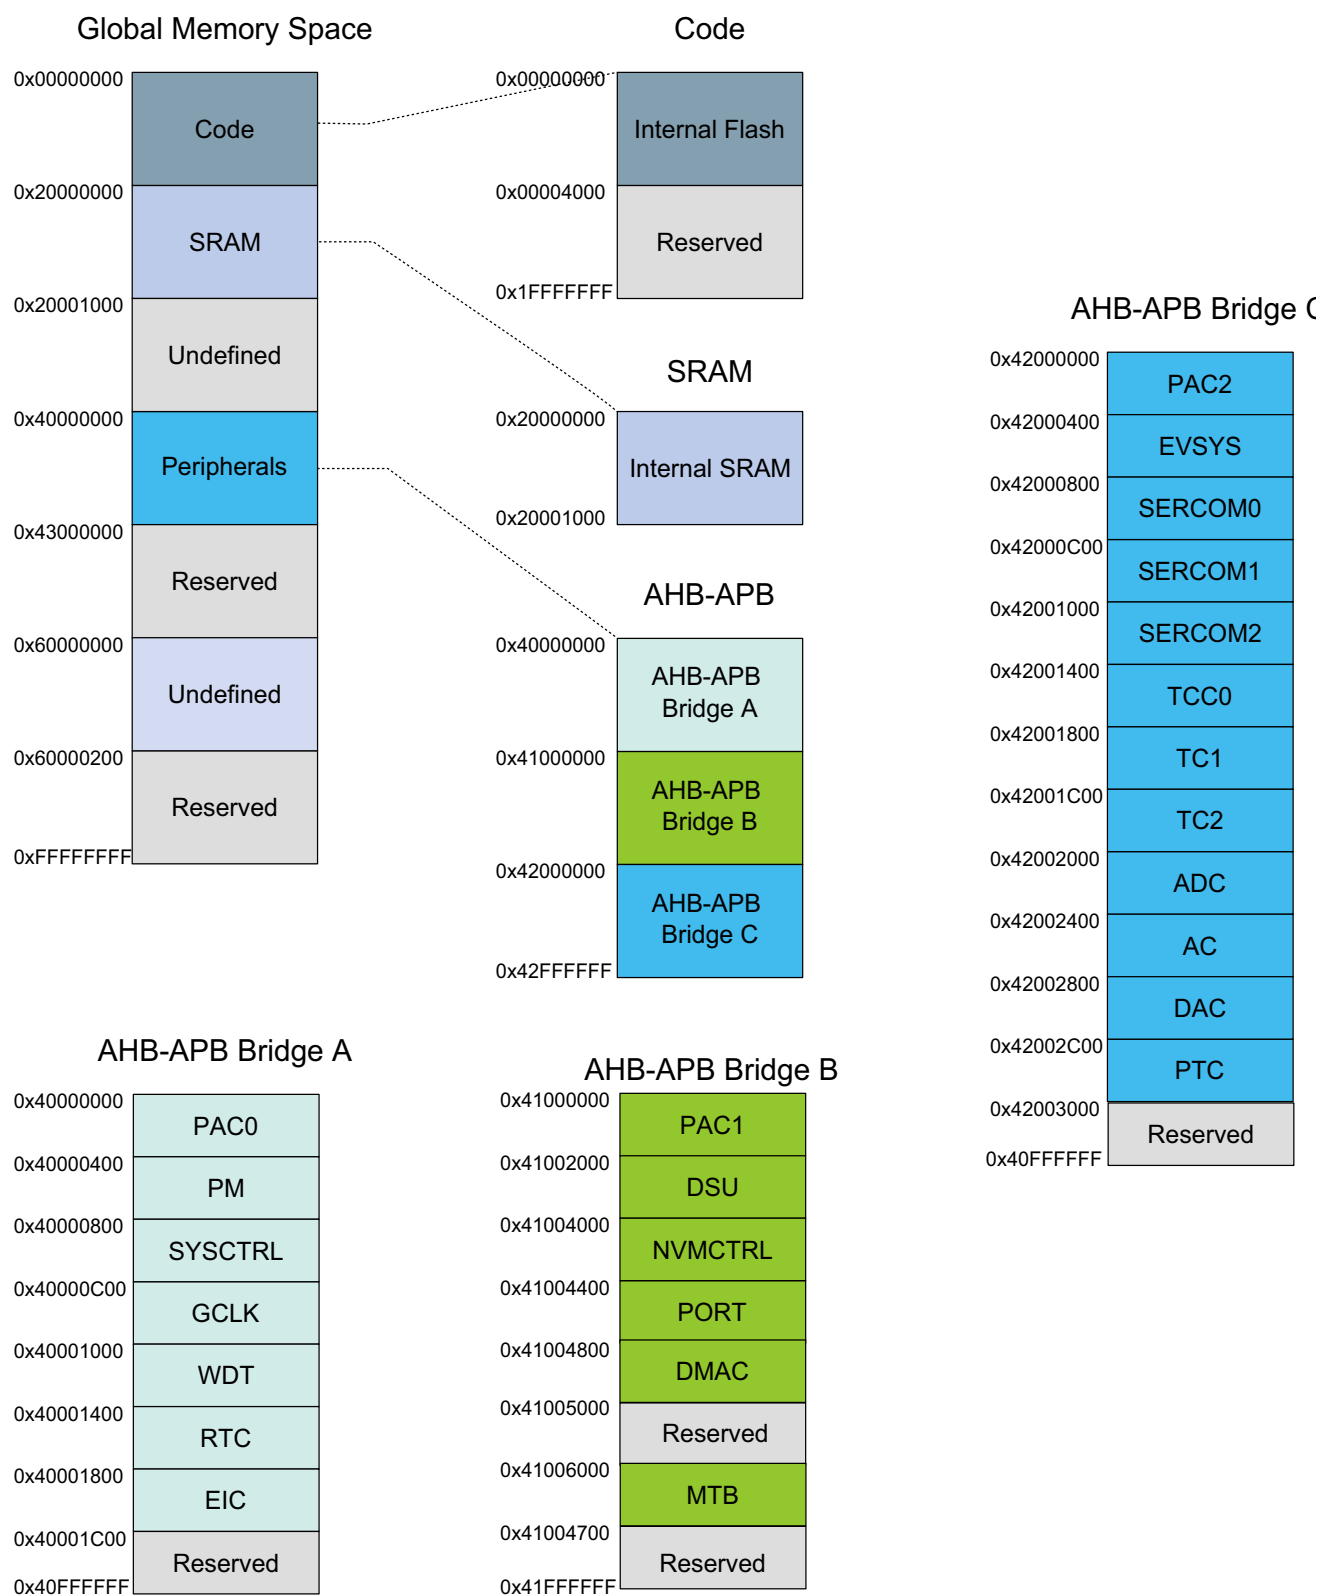 Global Memory Space
0x00000000
Code
0x20000000
SRAM
0x20001000
Undefined
0x40000000
Peripherals
0x43000000
Reserved
0x60000000
Undefined
0x60000200
Reserved
0xFFFFFFFF
Code
0x00000000
Internal Flash
0x00004000
Reserved
0x1FFFFFFF
SRAM
0x20000000
Internal SRAM
0x20001000
AHB-APB
0x40000000
AHB-APB
Bridge A
0x41000000
AHB-APB
Bridge B
0x42000000
AHB-APB
Bridge C
0x42FFFFFF
AHB-APB Bridge A
0x40000000
PAC0
0x40000400
PM
0x40000800
SYSCTRL
0x40000C00
GCLK
0x40001000
WDT
0x40001400
RTC
0x40001800
EIC
0x40001C00
Reserved
0x40FFFFFF
AHB-APB Bridge B
0x41000000
PAC1
0x41002000
DSU
0x41004000
NVMCTRL
0x41004400
PORT
0x41004800
DMAC
0x41005000
Reserved
0x41006000
MTB
0x41004700
Reserved
0x41FFFFFF
AHB-APB Bridge C
0x42000000
PAC2
0x42000400
EVSYS
0x42000800
SERCOM0
0x42000C00
SERCOM1
0x42001000
SERCOM2
0x42001400
TCC0
0x42001800
TC1
0x42001C00
TC2
0x42002000
ADC
0x42002400
AC
0x42002800
DAC
0x42002C00
PTC
0x42003000
Reserved
0x40FFFFFF